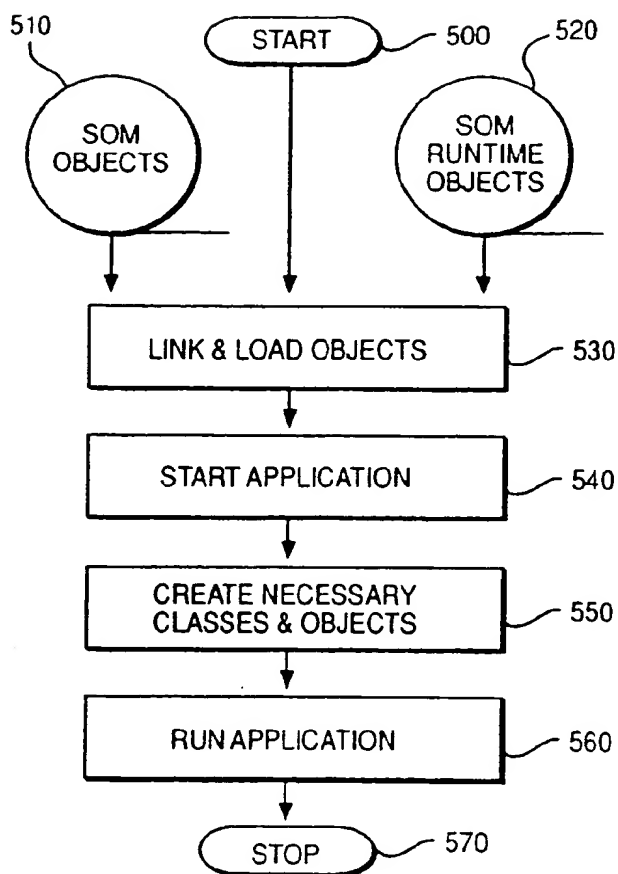 510
START
500
520
SOM
OBJECTS
SOM
RUNTIME
OBJECTS
LINK & LOAD OBJECTS
530
START APPLICATION
540
CREATE NECESSARY
CLASSES & OBJECTS
550
RUN APPLICATION
560
STOP
570